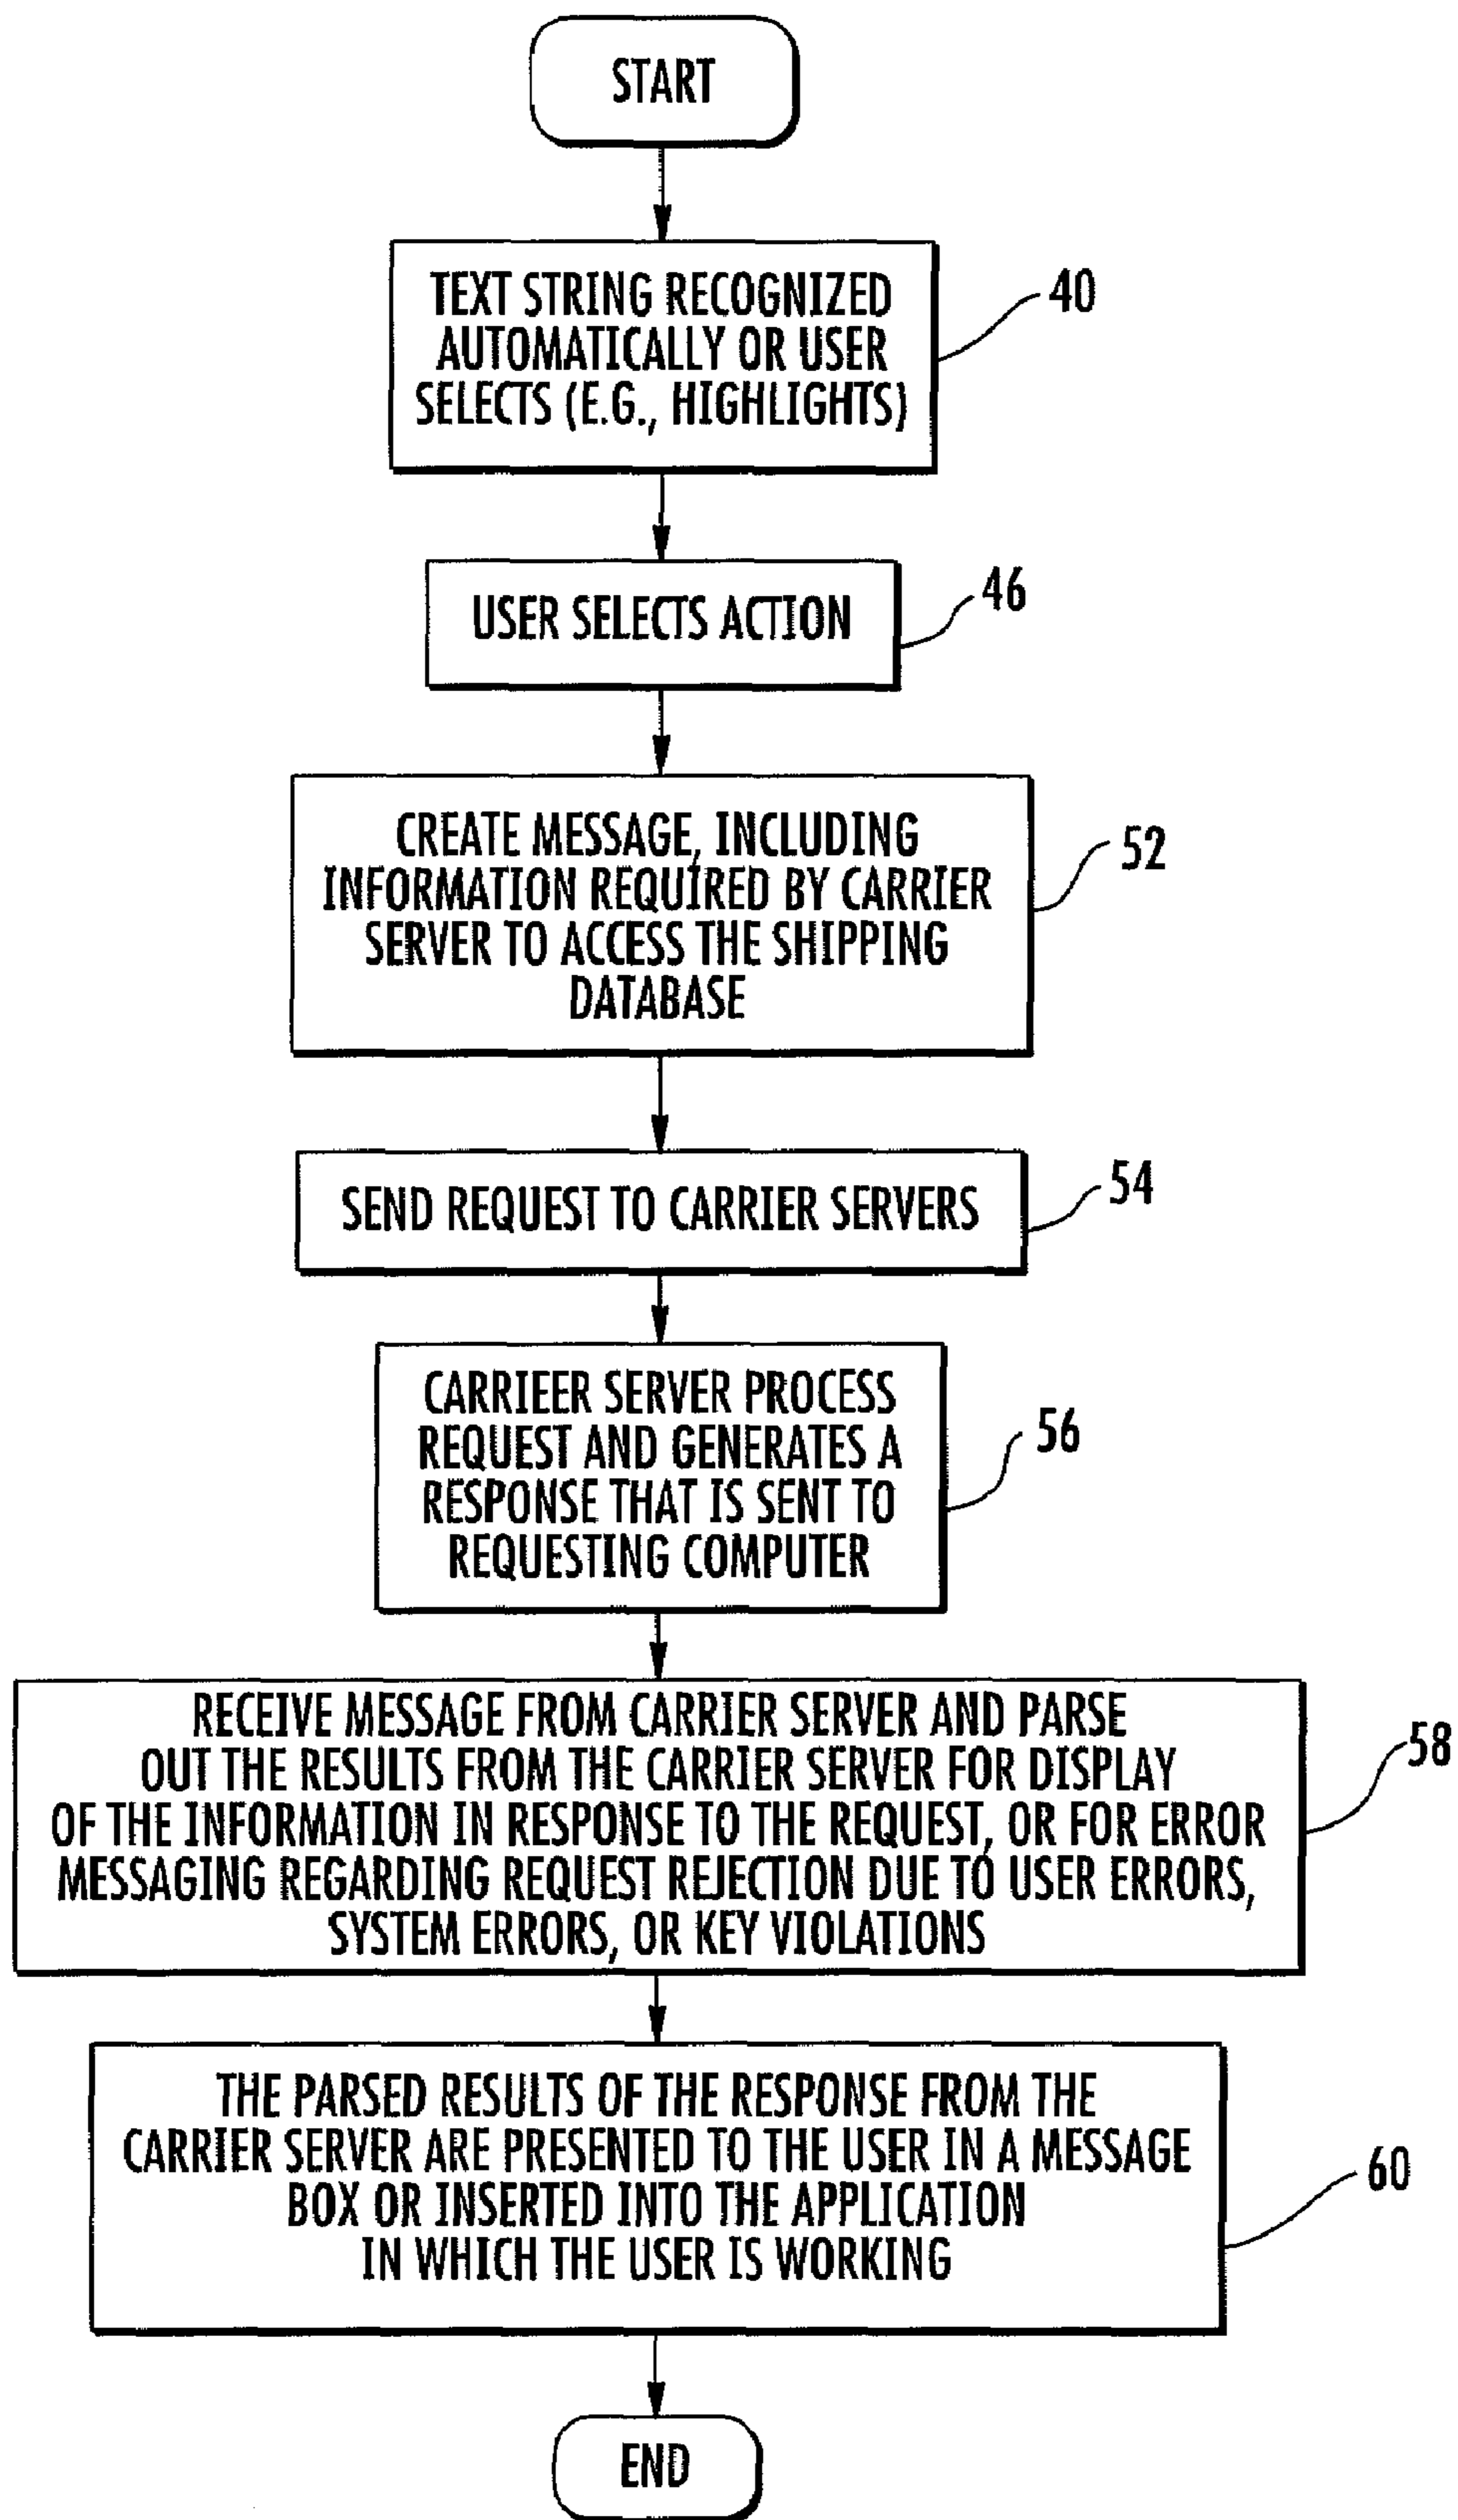 START
TEXT STRING RECOGNIZED
AUTOMATICALLY OR USER
SELECTS (E.G., HIGHLIGHTS)
40
USER SELECTS ACTION
46
CREATE MESSAGE, INCLUDING
INFORMATION REQUIRED BY CARRIER
SERVER TO ACCESS THE SHIPPING
DATABASE
52
SEND REQUEST TO CARRIER SERVERS
54
CARRIEER SERVER PROCESS
REQUEST AND GENERATES A
RESPONSE THAT IS SENT TO
REQUESTING COMPUTER
56
RECEIVE MESSAGE FROM CARRIER SERVER AND PARSE
OUT THE RESULTS FROM THE CARRIER SERVER FOR DISPLAY
OF THE INFORMATION IN RESPONSE TO THE REQUEST, OR FOR ERROR
MESSAGING REGARDING REQUEST REJECTION DUE TO USER ERRORS,
SYSTEM ERRORS, OR KEY VIOLATIONS
58
THE PARSED RESULTS OF THE RESPONSE FROM THE
CARRIER SERVER ARE PRESENTED TO THE USER IN A MESSAGE
BOX OR INSERTED INTO THE APPLICATION
IN WHICH THE USER IS WORKING
60
END